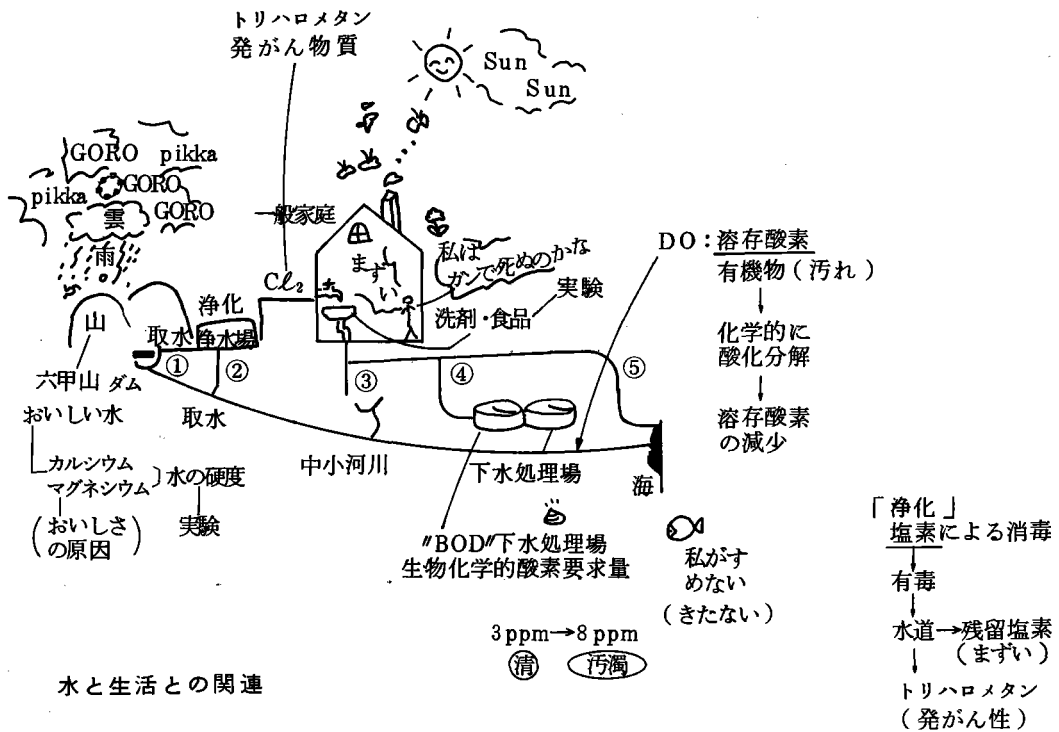 トリハロメタン
発がん物質
Sun
Sun
GORO pikka
pikka GORO
GORO
雲
雨
一般家庭
まずい
私は
ガンで死ぬのかな
Cl₂
洗剤・食品
実験
山
浄化
取水 浄水場
① ② ③ ④ ⑤
六甲山 ダム
取水
おいしい水
カルシウム
マグネシウム
水の硬度
(おいしさ
の原因)
実験
中小河川
下水処理場
海
〃BOD〃下水処理場
生物化学的酸素要求量
私がす
めない
(きたない)
3 ppm→8 ppm
清 汚濁
DO:溶存酸素
有機物(汚れ)
↓
化学的に
酸化分解
↓
溶存酸素
の減少
「浄化」
塩素による消毒
↓
有毒
↓
水道→残留塩素
(まずい)
↓
トリハロメタン
(発がん性)
水と生活との関連